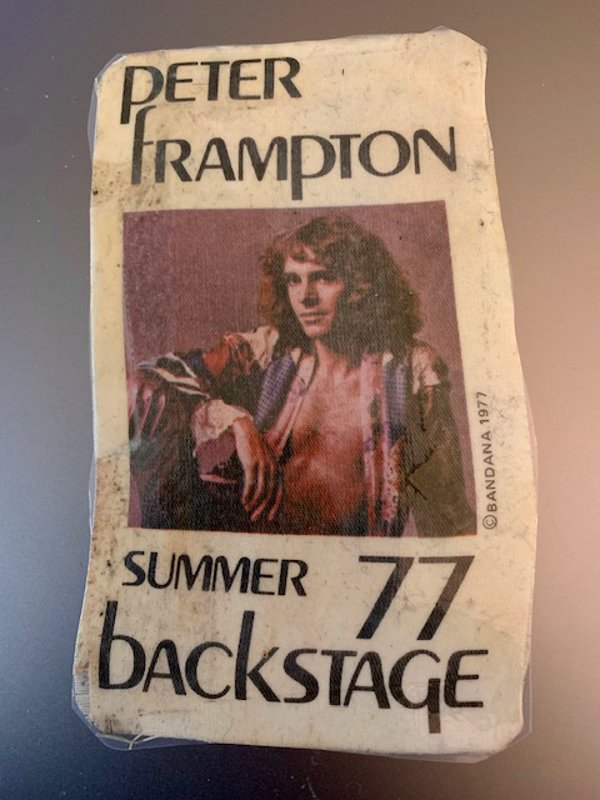 PETER
FRAMPTON
©BANDANA 1977
SUMMER 77
bACKSTAGE